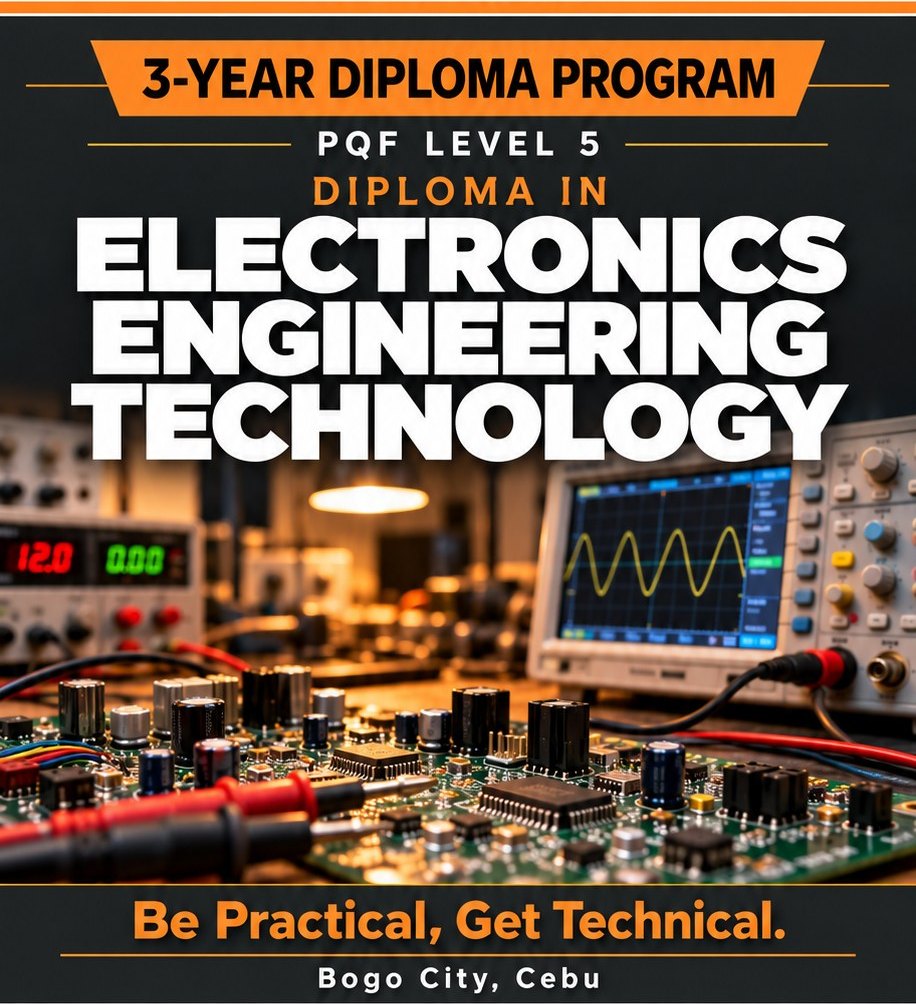 3-YEAR DIPLOMA PROGRAM
PQF LEVEL 5
DIPLOMA IN
ELECTRONICS
ENGINEERING
TECHNOLOGY
12.0 0.00
Be Practical, Get Technical.
Bogo City, Cebu